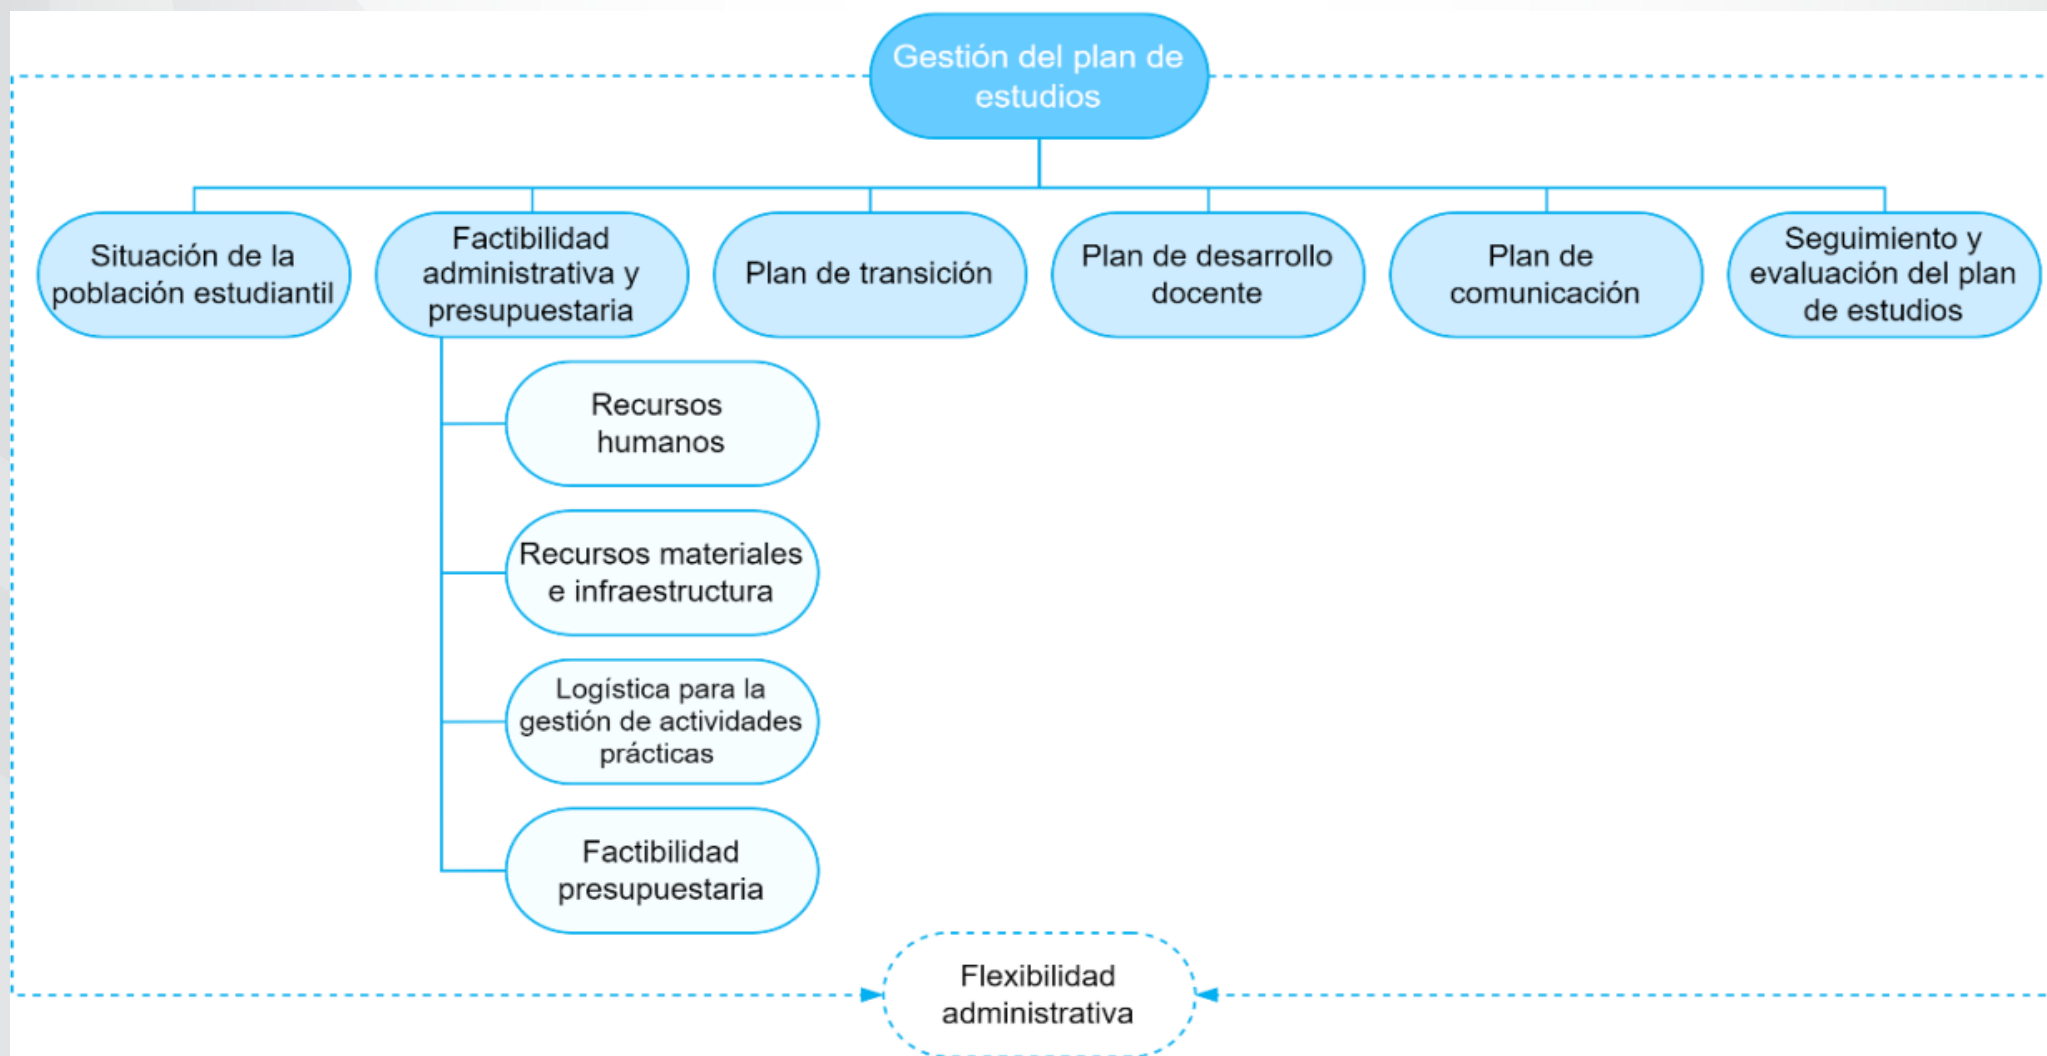 Gestión del plan de
estudios
Situación de la
población estudiantil
Factibilidad
administrativa y
presupuestaria
Plan de transición
Plan de desarrollo
docente
Plan de
comunicación
Seguimiento y
evaluación del plan
de estudios
Recursos
humanos
Recursos materiales
e infraestructura
Logística para la
gestión de actividades
prácticas
Factibilidad
presupuestaria
Flexibilidad
administrativa